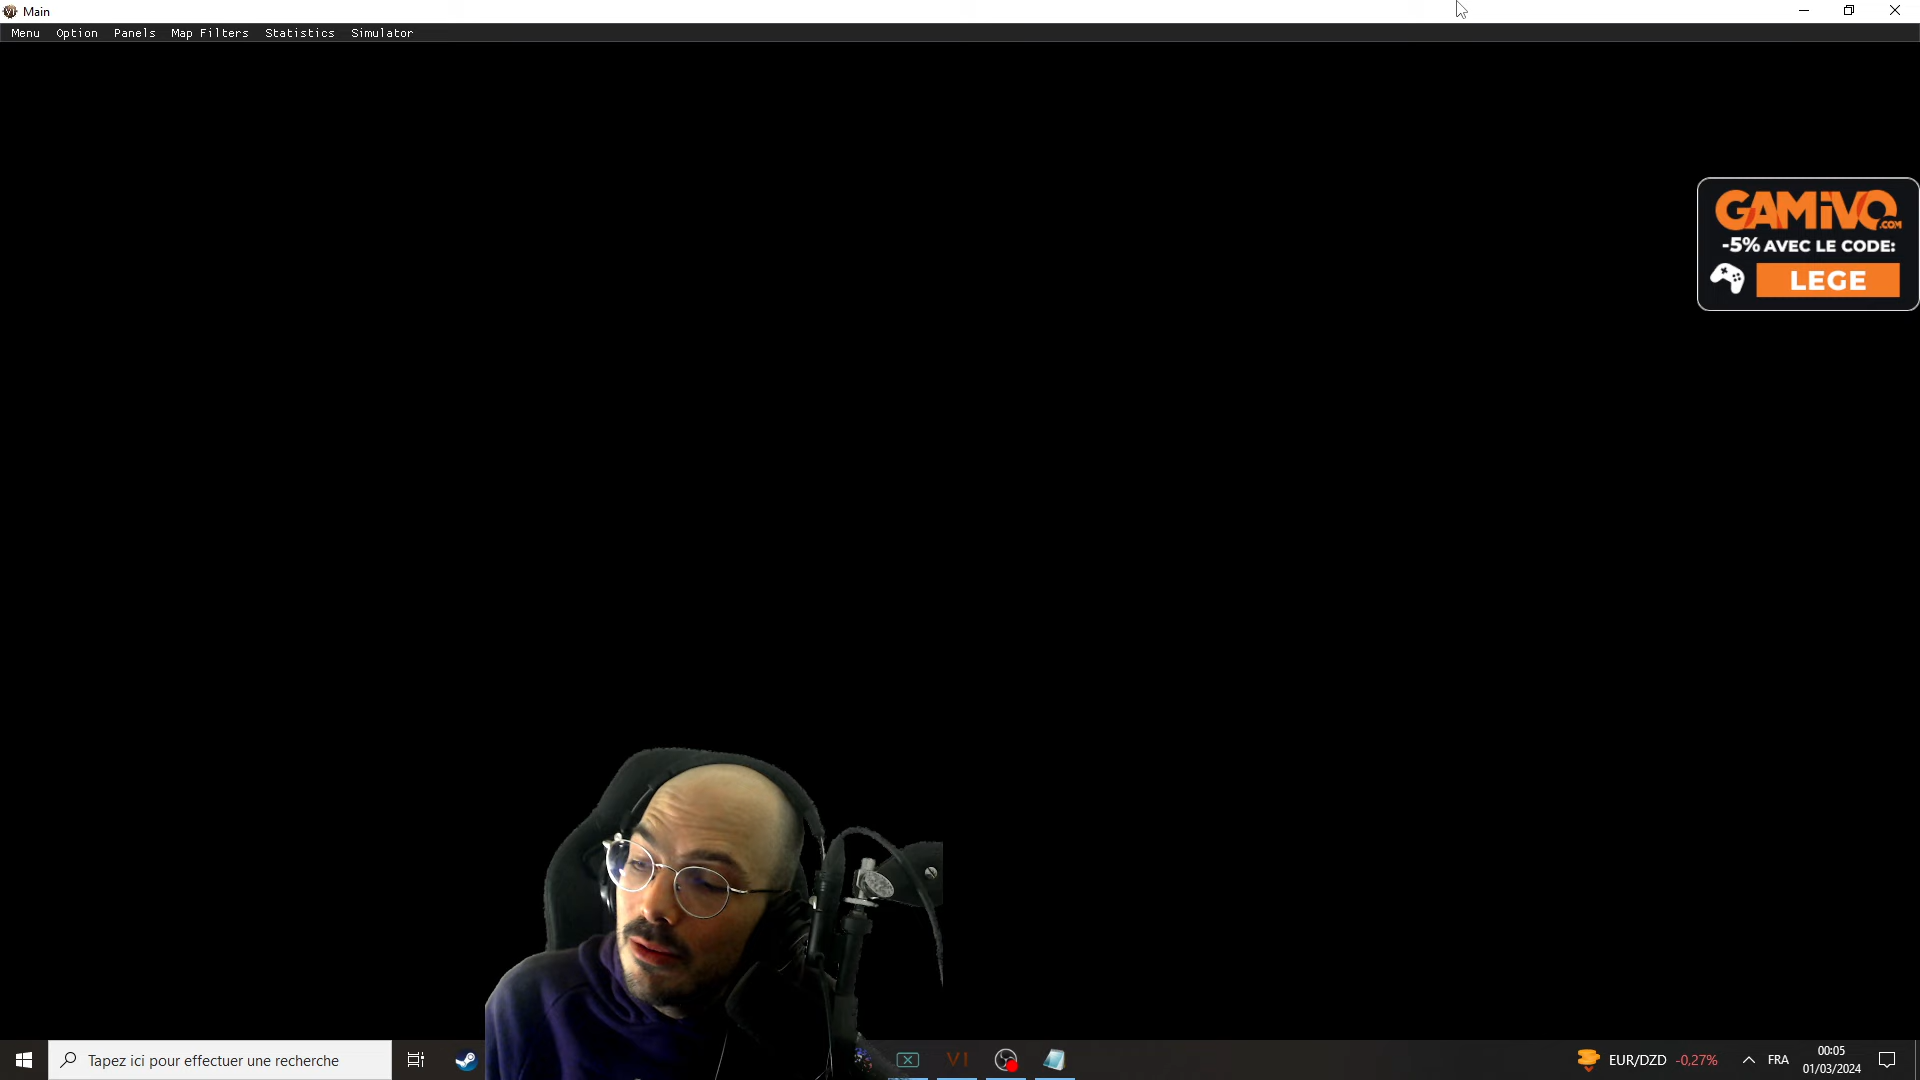 Main
Menu Option Panels Map Filters Statistics Simulator
GAMIVO.COM
-5% AVEC LE CODE:
LEGE
Tapez ici pour effectuer une recherche
VI
EUR/DZD -0,27%
FRA
00:05
01/03/2024